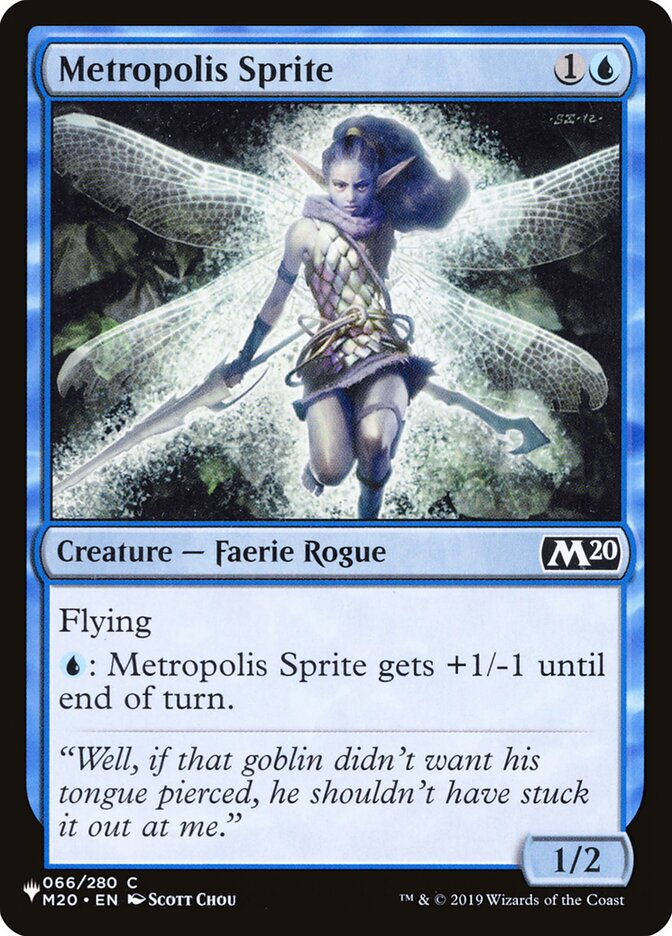 Metropolis Sprite 1
·SZ·12·
Creature — Faerie Rogue
M20
Flying
: Metropolis Sprite gets +1/-1 until
end of turn.
“Well, if that goblin didn’t want his
tongue pierced, he shouldn’t have stuck
it out at me.”
1/2
066/280 C
M20 • EN Scott Chou
™ & © 2019 Wizards of the Coast